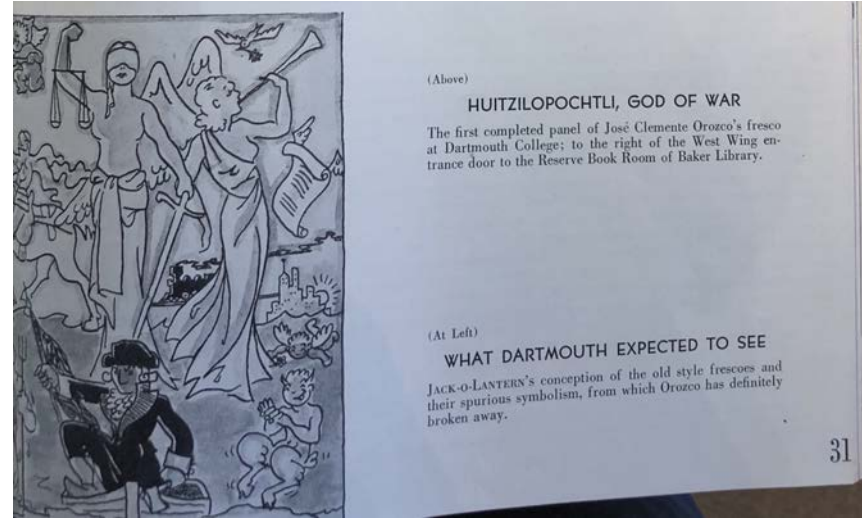 (Above)
HUITZILOPOCHTLI, GOD OF WAR
The first completed panel of José Clemente Orozco's fresco
at Dartmouth College; to the right of the West Wing en-
trance door to the Reserve Book Room of Baker Library.
(At Left)
WHAT DARTMOUTH EXPECTED TO SEE
JACK-O-LANTERN's conception of the old style frescoes and
their spurious symbolism, from which Orozco has definitely
broken away.
31